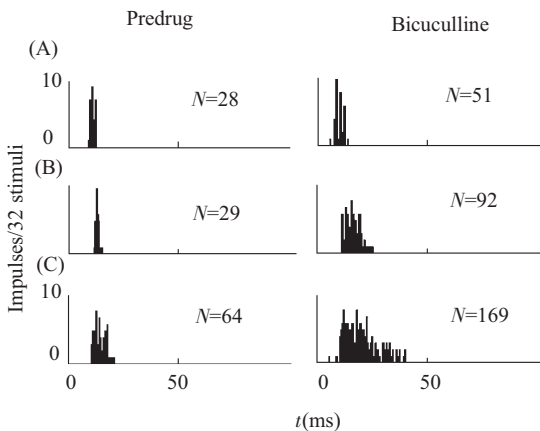 Predrug
Bicuculline
(A)
10
0
N=28
N=51
(B)
N=29
N=92
(C)
10
0
N=64
N=169
0
50
0
50
t(ms)
Impulses/32 stimuli